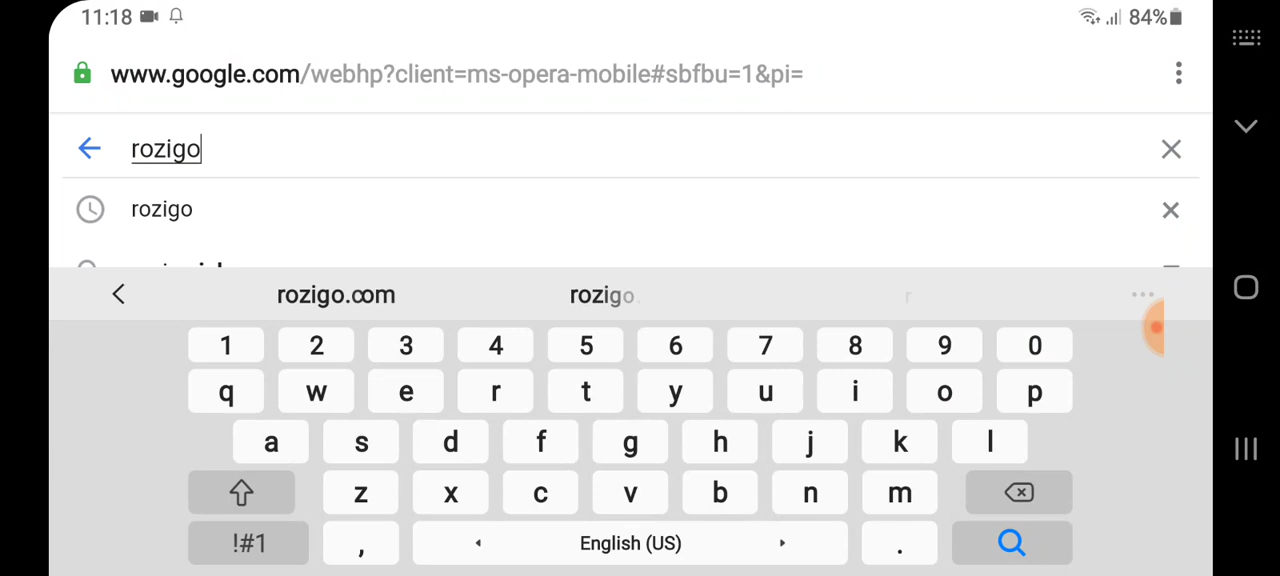 11:18 84%
www.google.com/webhp?client=ms-opera-mobile#sbfbu=1&pi=
rozigo
rozigo
rozigo.com rozigo r
1 2 3 4 5 6 7 8 9 0
q w e r t y u i o p
a s d f g h j k l
z x c v b n m
!#1 , English (US) .